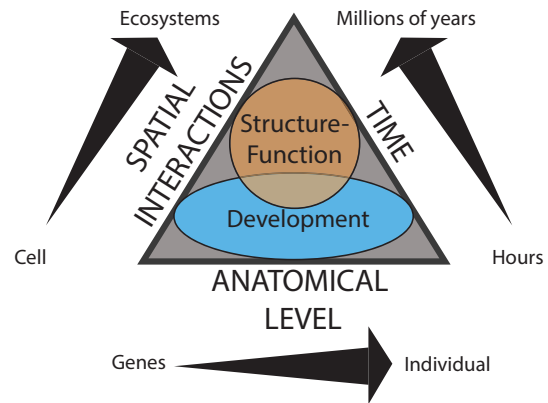 Ecosystems
Millions of years
SPATIAL
INTERACTIONS
TIME
Structure-
Function
Development
Cell
Hours
ANATOMICAL
LEVEL
Genes
Individual